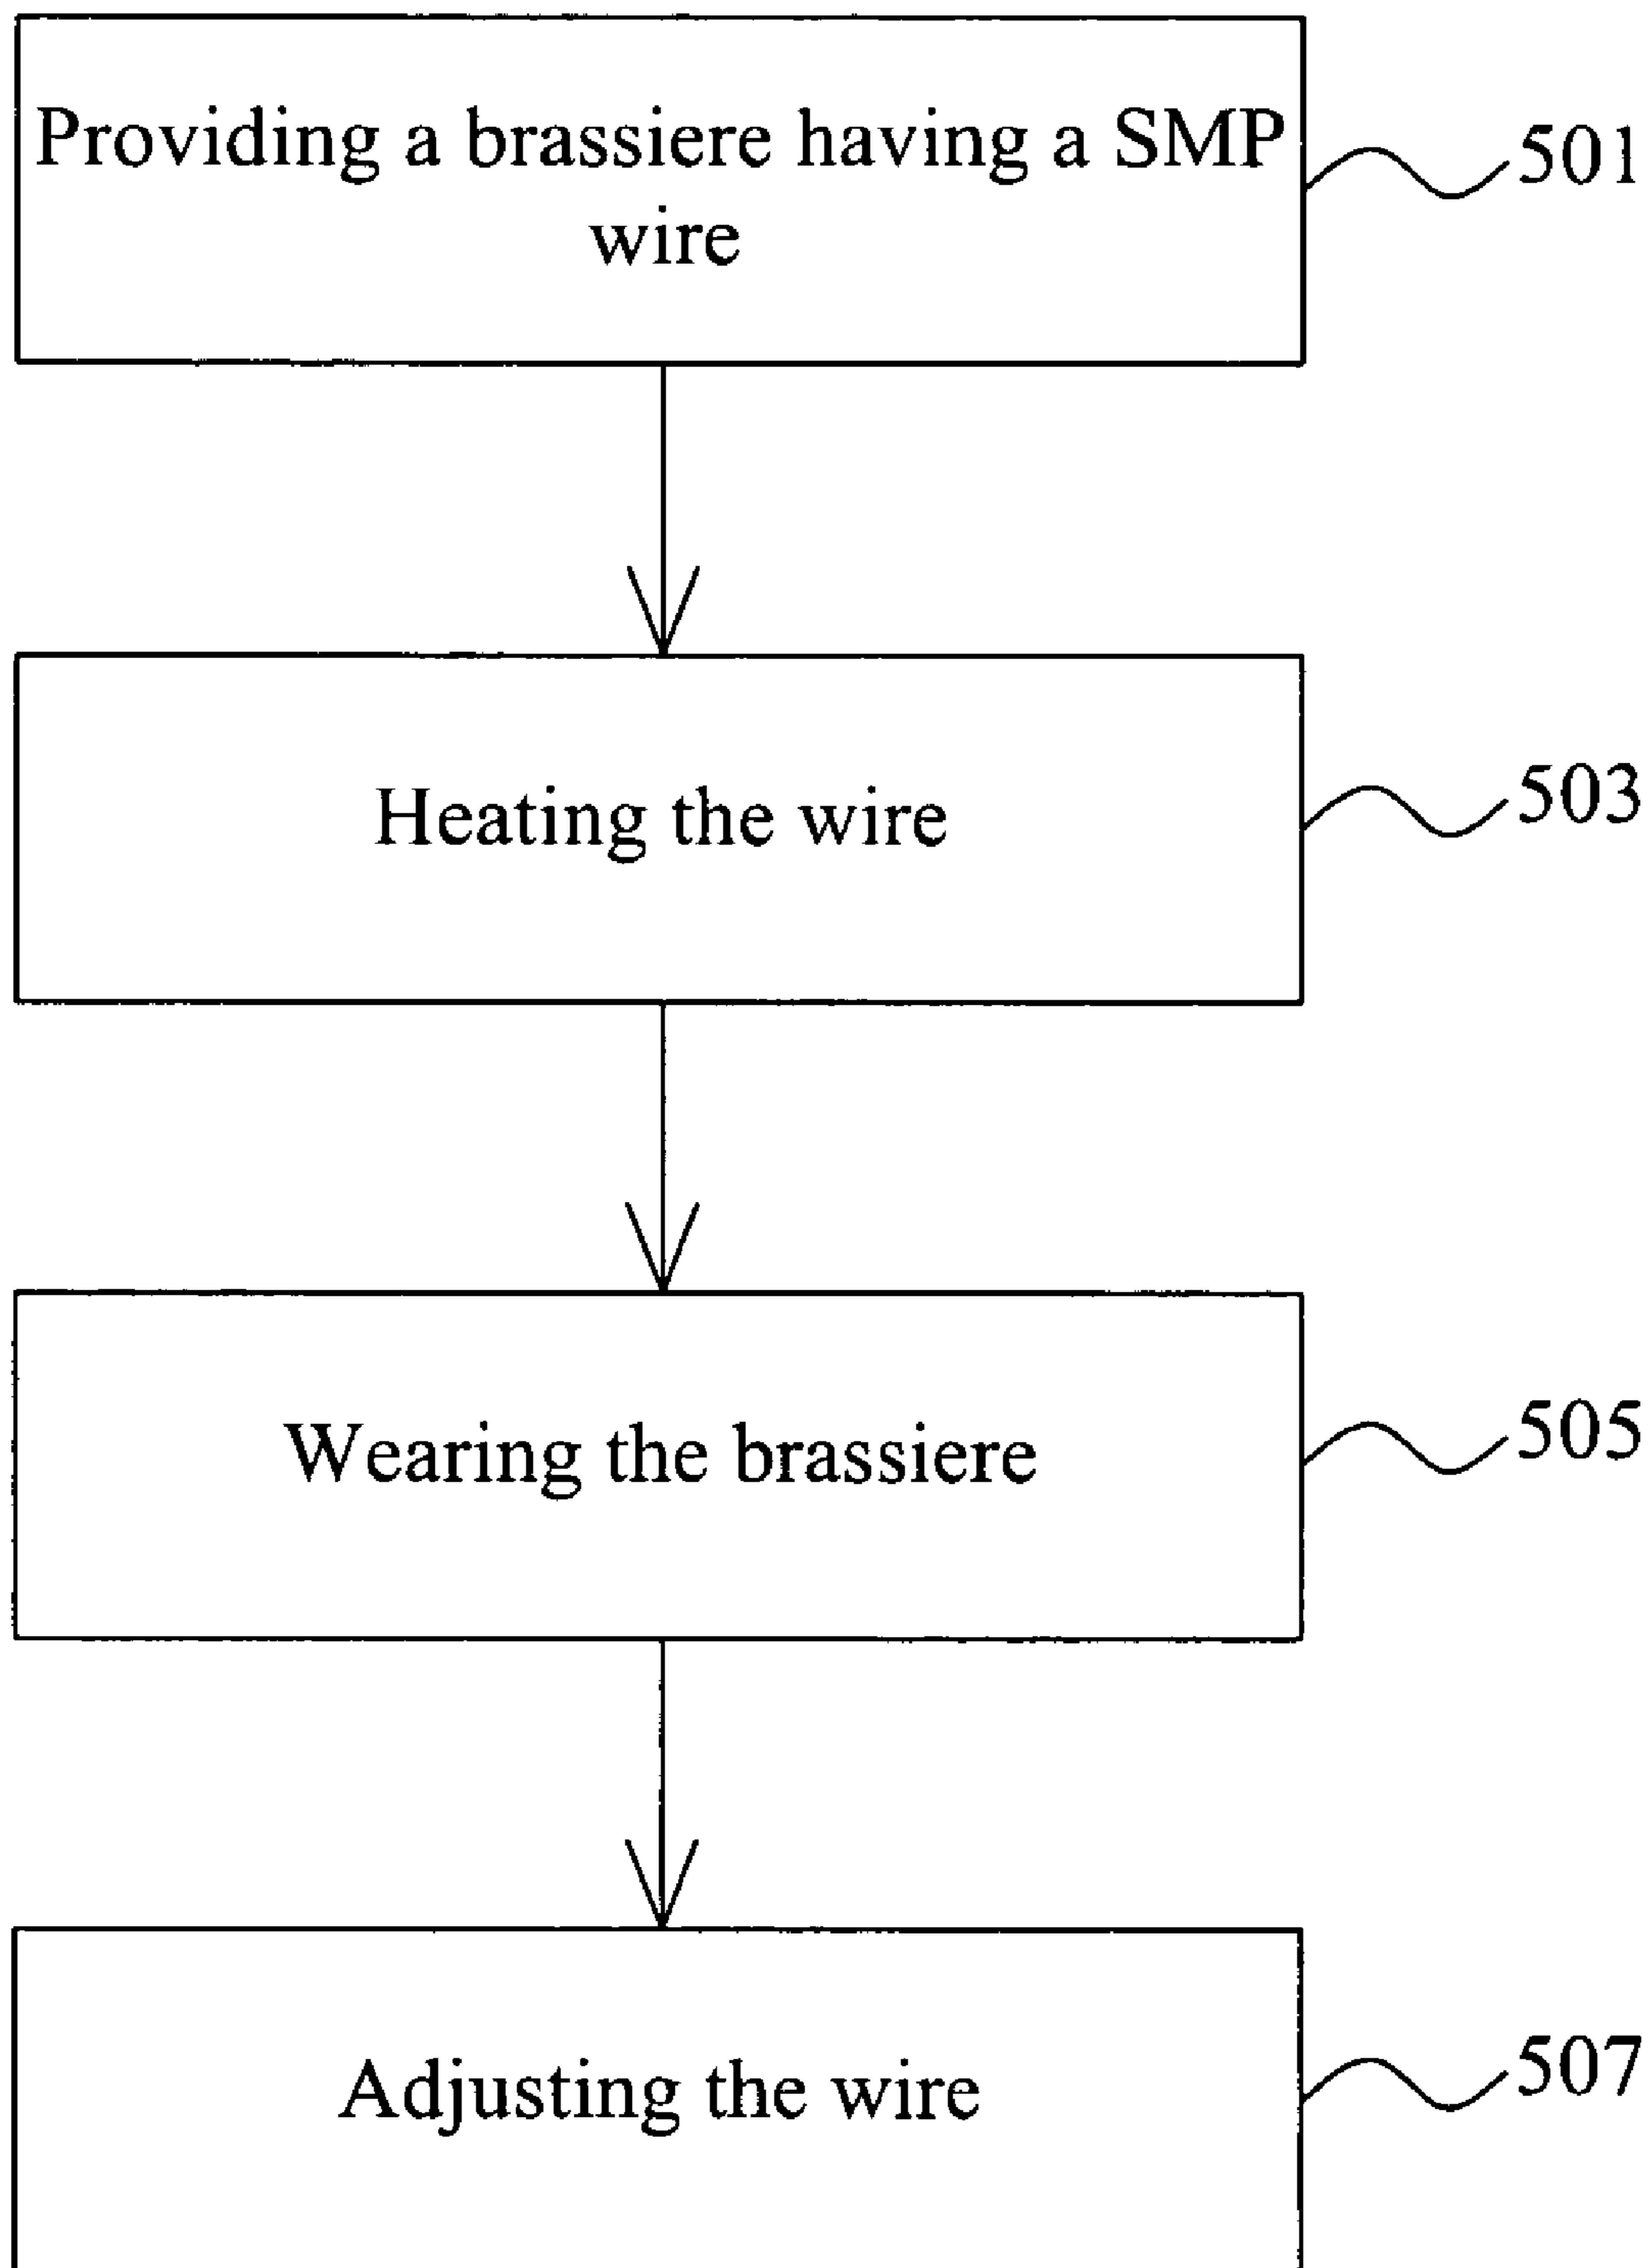 Providing a brassiere having a SMP
wire
501
Heating the wire
503
Wearing the brassiere
505
Adjusting the wire
507